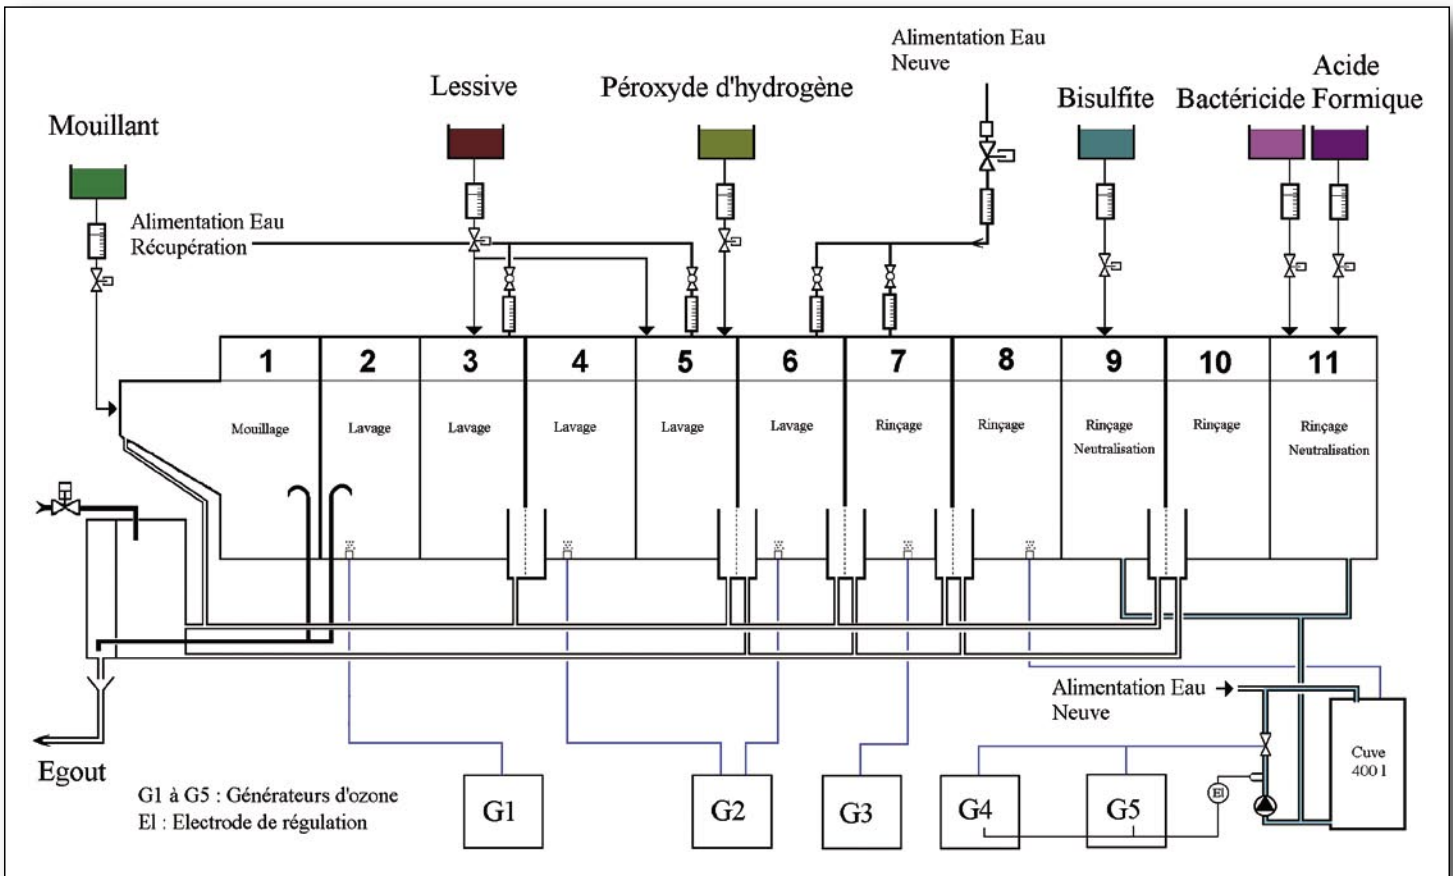 Alimentation Eau
Neuve
Lessive
Péroxyde d'hydrogène
Bisulfite
Bactéricide
Acide
Formique
Mouillant
Alimentation Eau
Récupération
1
2
3
4
5
6
7
8
9
10
11
Mouillage
Lavage
Lavage
Lavage
Lavage
Lavage
Rinçage
Rinçage
Rinçage
Neutralisation
Rinçage
Rinçage
Neutralisation
Alimentation Eau
Neuve
Cuve
400 l
Egout
G1 à G5 : Générateurs d'ozone
El : Electrode de régulation
G1
G2
G3
G4
G5
El